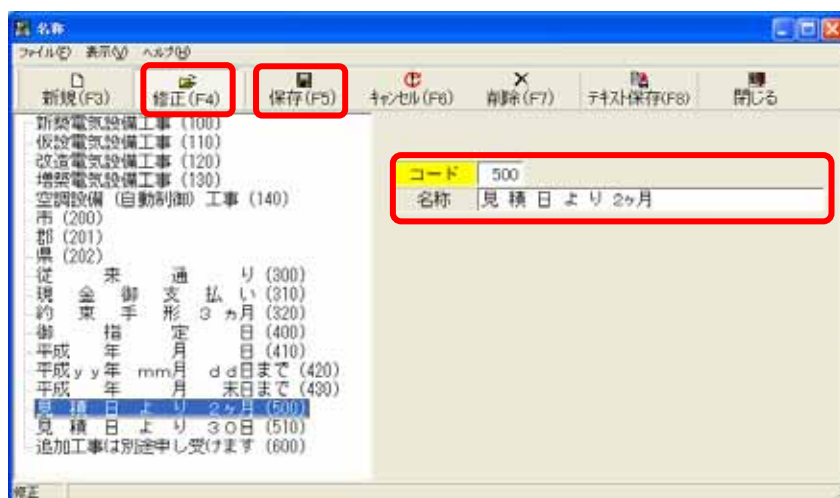 名称
ファイル(F) 表示(V) ヘルプ(H)
新規(F3) 修正(F4) 保存(F5) キャンセル(F6) 削除(F7) テキスト保存(F8) 閉じる
新築電気設備工事 (100)
仮設電気設備工事 (110)
改造電気設備工事 (120)
増築電気設備工事 (130)
空調設備(自動制御)工事 (140)
市 (200)
郡 (201)
県 (202)
従 来 通 り (300)
現 金 御 支 払 い (310)
約 束 手 形 3 ヵ月 (320)
御 指 定 日 (400)
平成 年 月 日 (410)
平成yy年 mm月 dd日まで (420)
平成 年 月 末日まで (430)
見 積 日 よ り 2ヶ月 (500)
見 積 日 よ り 30日 (510)
追加工事は別途申し受けます (600)
コード 500
名称 見 積 日 よ り 2ヶ月
修正